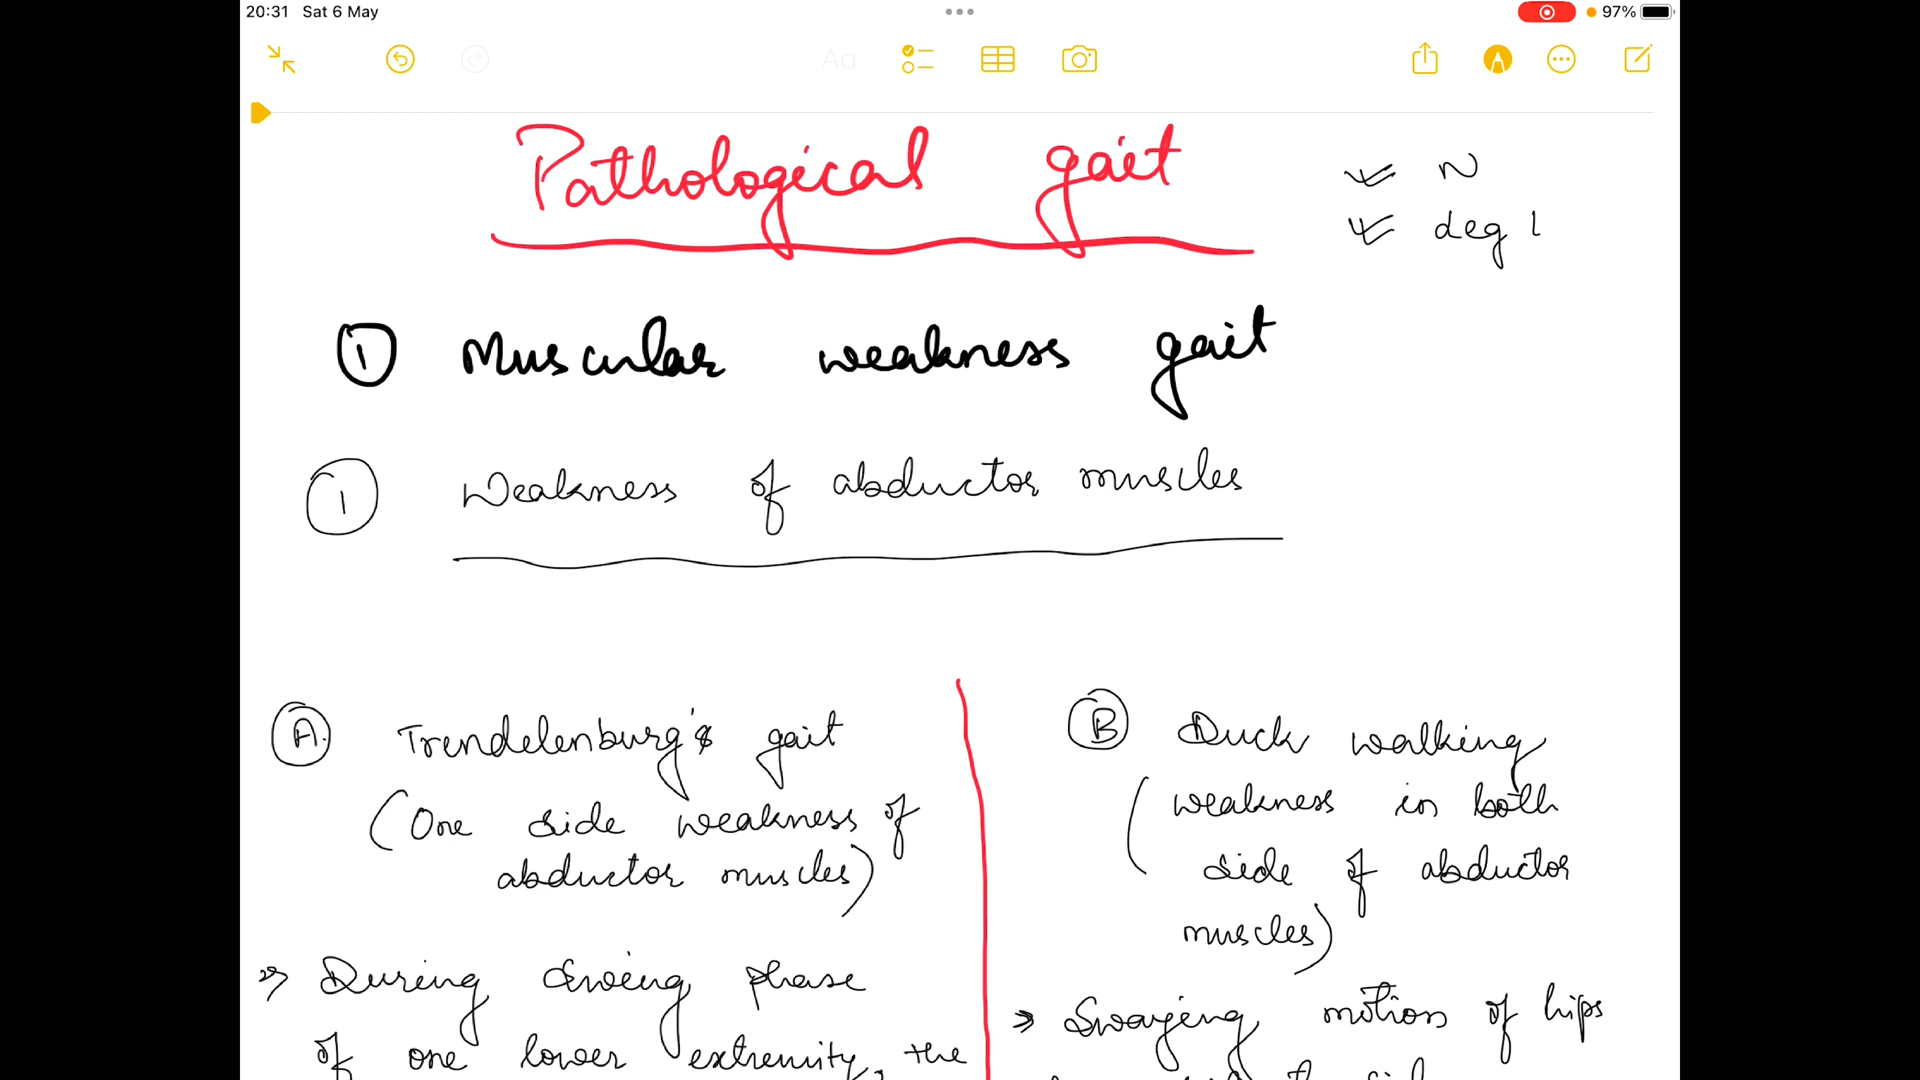 20:31 Sat 6 May
97%
Aa
Pathological gait
N
deg 1
1 Muscular weakness gait
1 Weakness of abductor muscles
A Trendelenburg's gait
(One side weakness of
abductor muscles)
During swing phase
of one lower extremity, the
B Duck walking
(weakness in both
side of abductor
muscles)
Swaying motion of hips